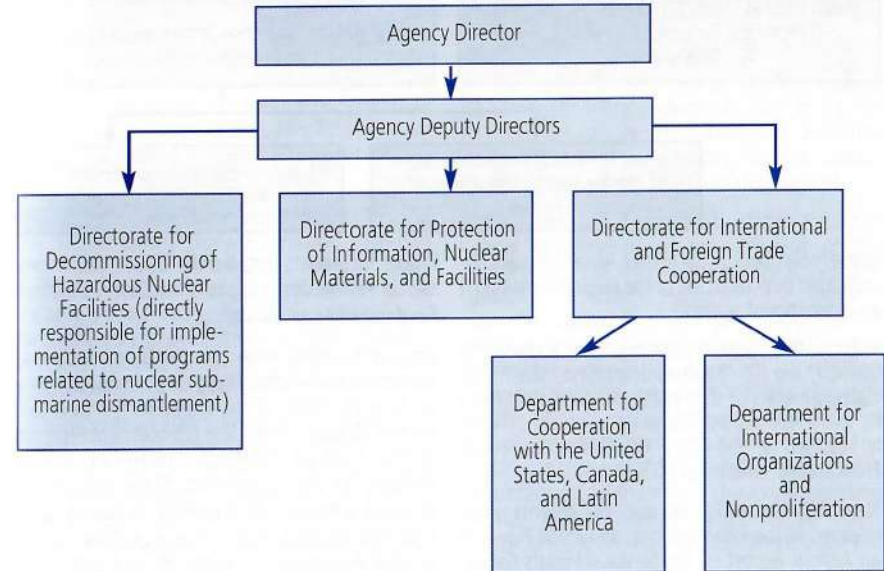 Agency Director
Agency Deputy Directors
Directorate for
Decommissioning of
Hazardous Nuclear
Facilities (directly
responsible for imple-
mentation of programs
related to nuclear sub-
marine dismantlement)
Directorate for Protection
of Information, Nuclear
Materials, and Facilities
Directorate for International
and Foreign Trade
Cooperation
Department for
Cooperation
with the United
States, Canada,
and Latin
America
Department for
International
Organizations
and
Nonproliferation